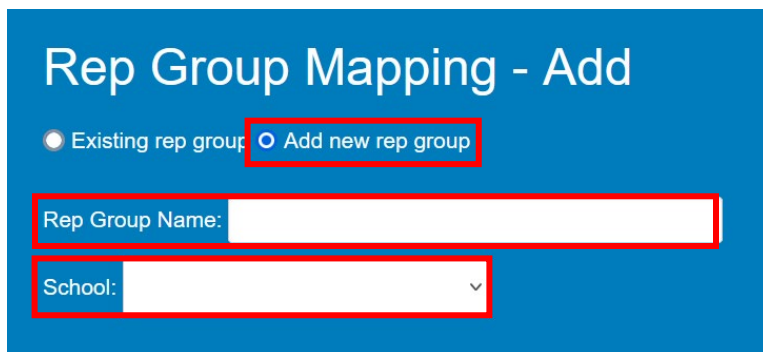 Rep Group Mapping - Add
Existing rep group Add new rep group
Rep Group Name:
School: